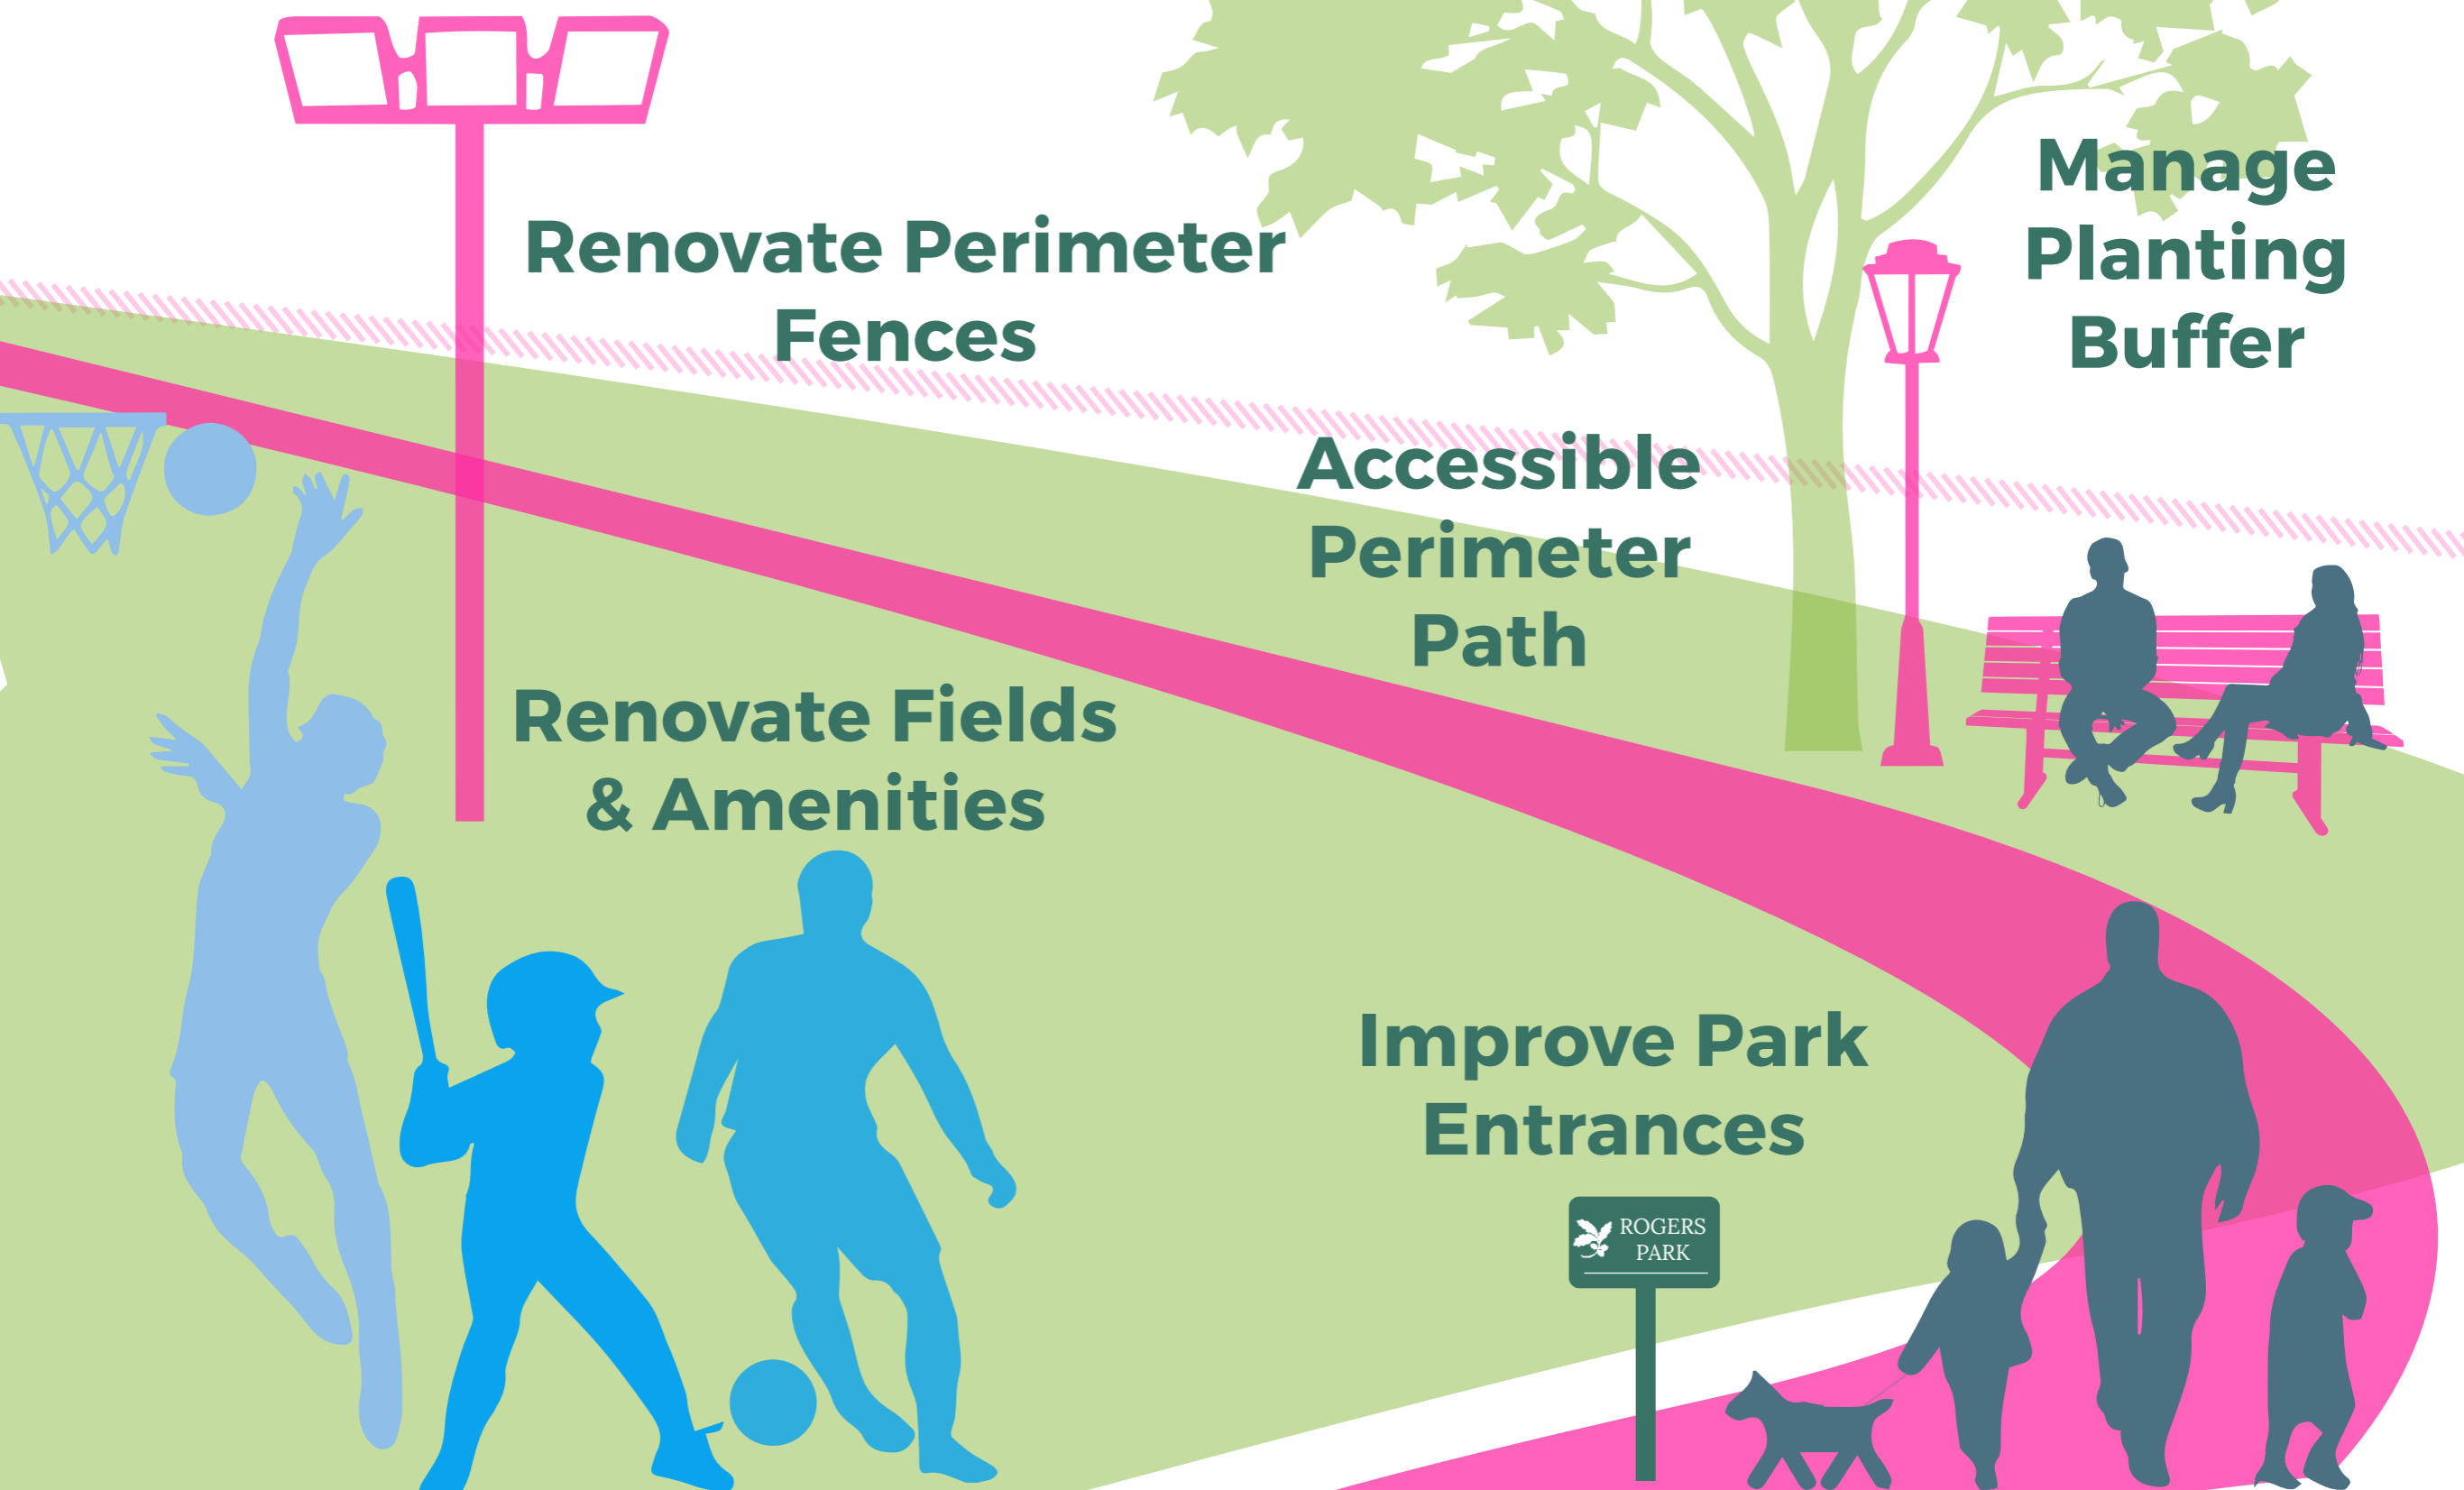 Renovate Perimeter
Fences
Manage
Planting
Buffer
Accessible
Perimeter
Path
Renovate Fields
& Amenities
Improve Park
Entrances
ROGERS
PARK